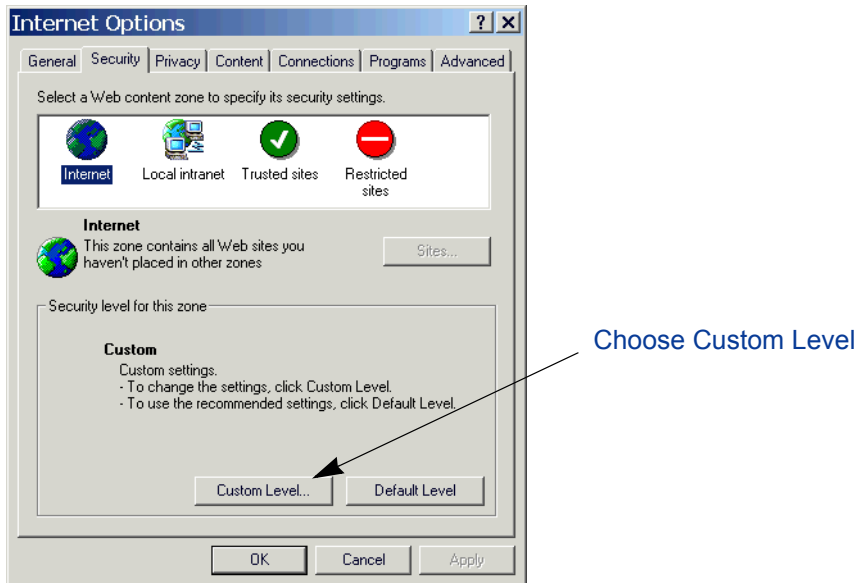 Internet Options
General Security Privacy Content Connections Programs Advanced
Select a Web content zone to specify its security settings.
Internet Local intranet Trusted sites Restricted
sites
Internet
This zone contains all Web sites you
haven't placed in other zones
Sites...
Security level for this zone
Custom
Custom settings.
- To change the settings, click Custom Level.
- To use the recommended settings, click Default Level.
Custom Level... Default Level
OK Cancel Apply
Choose Custom Level